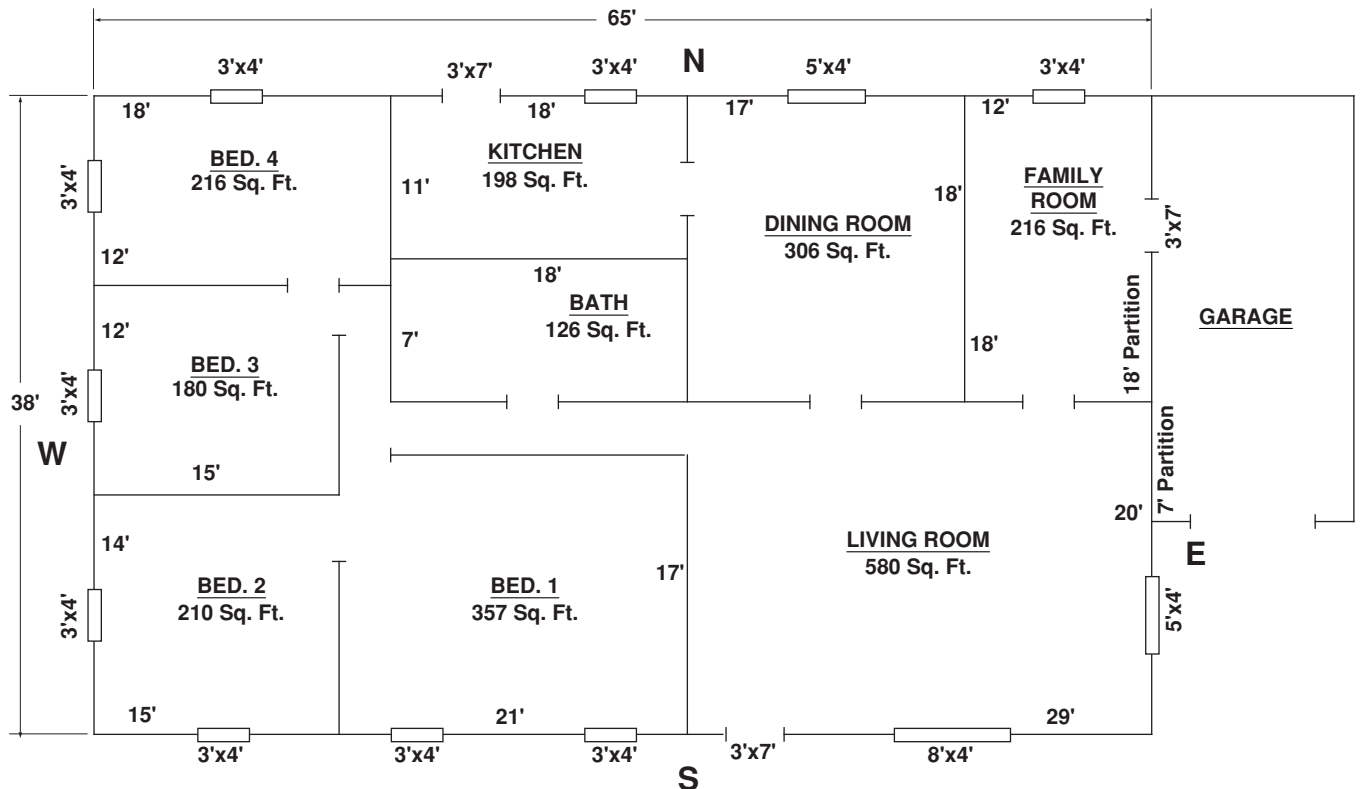 65'
3'x4'
3'x7'
3'x4'
N
5'x4'
3'x4'
18'
18'
17'
12'
BED. 4
216 Sq. Ft.
KITCHEN
198 Sq. Ft.
3'x4'
11'
18'
FAMILY
ROOM
216 Sq. Ft.
3'x7'
DINING ROOM
306 Sq. Ft.
12'
18'
BATH
126 Sq. Ft.
GARAGE
12'
7'
18'
18' Partition
BED. 3
180 Sq. Ft.
3'x4'
38'
W
15'
7' Partition
14'
20'
E
LIVING ROOM
580 Sq. Ft.
BED. 2
210 Sq. Ft.
BED. 1
357 Sq. Ft.
17'
3'x4'
5'x4'
15'
21'
29'
3'x4'
3'x4'
3'x4'
3'x7'
8'x4'
S